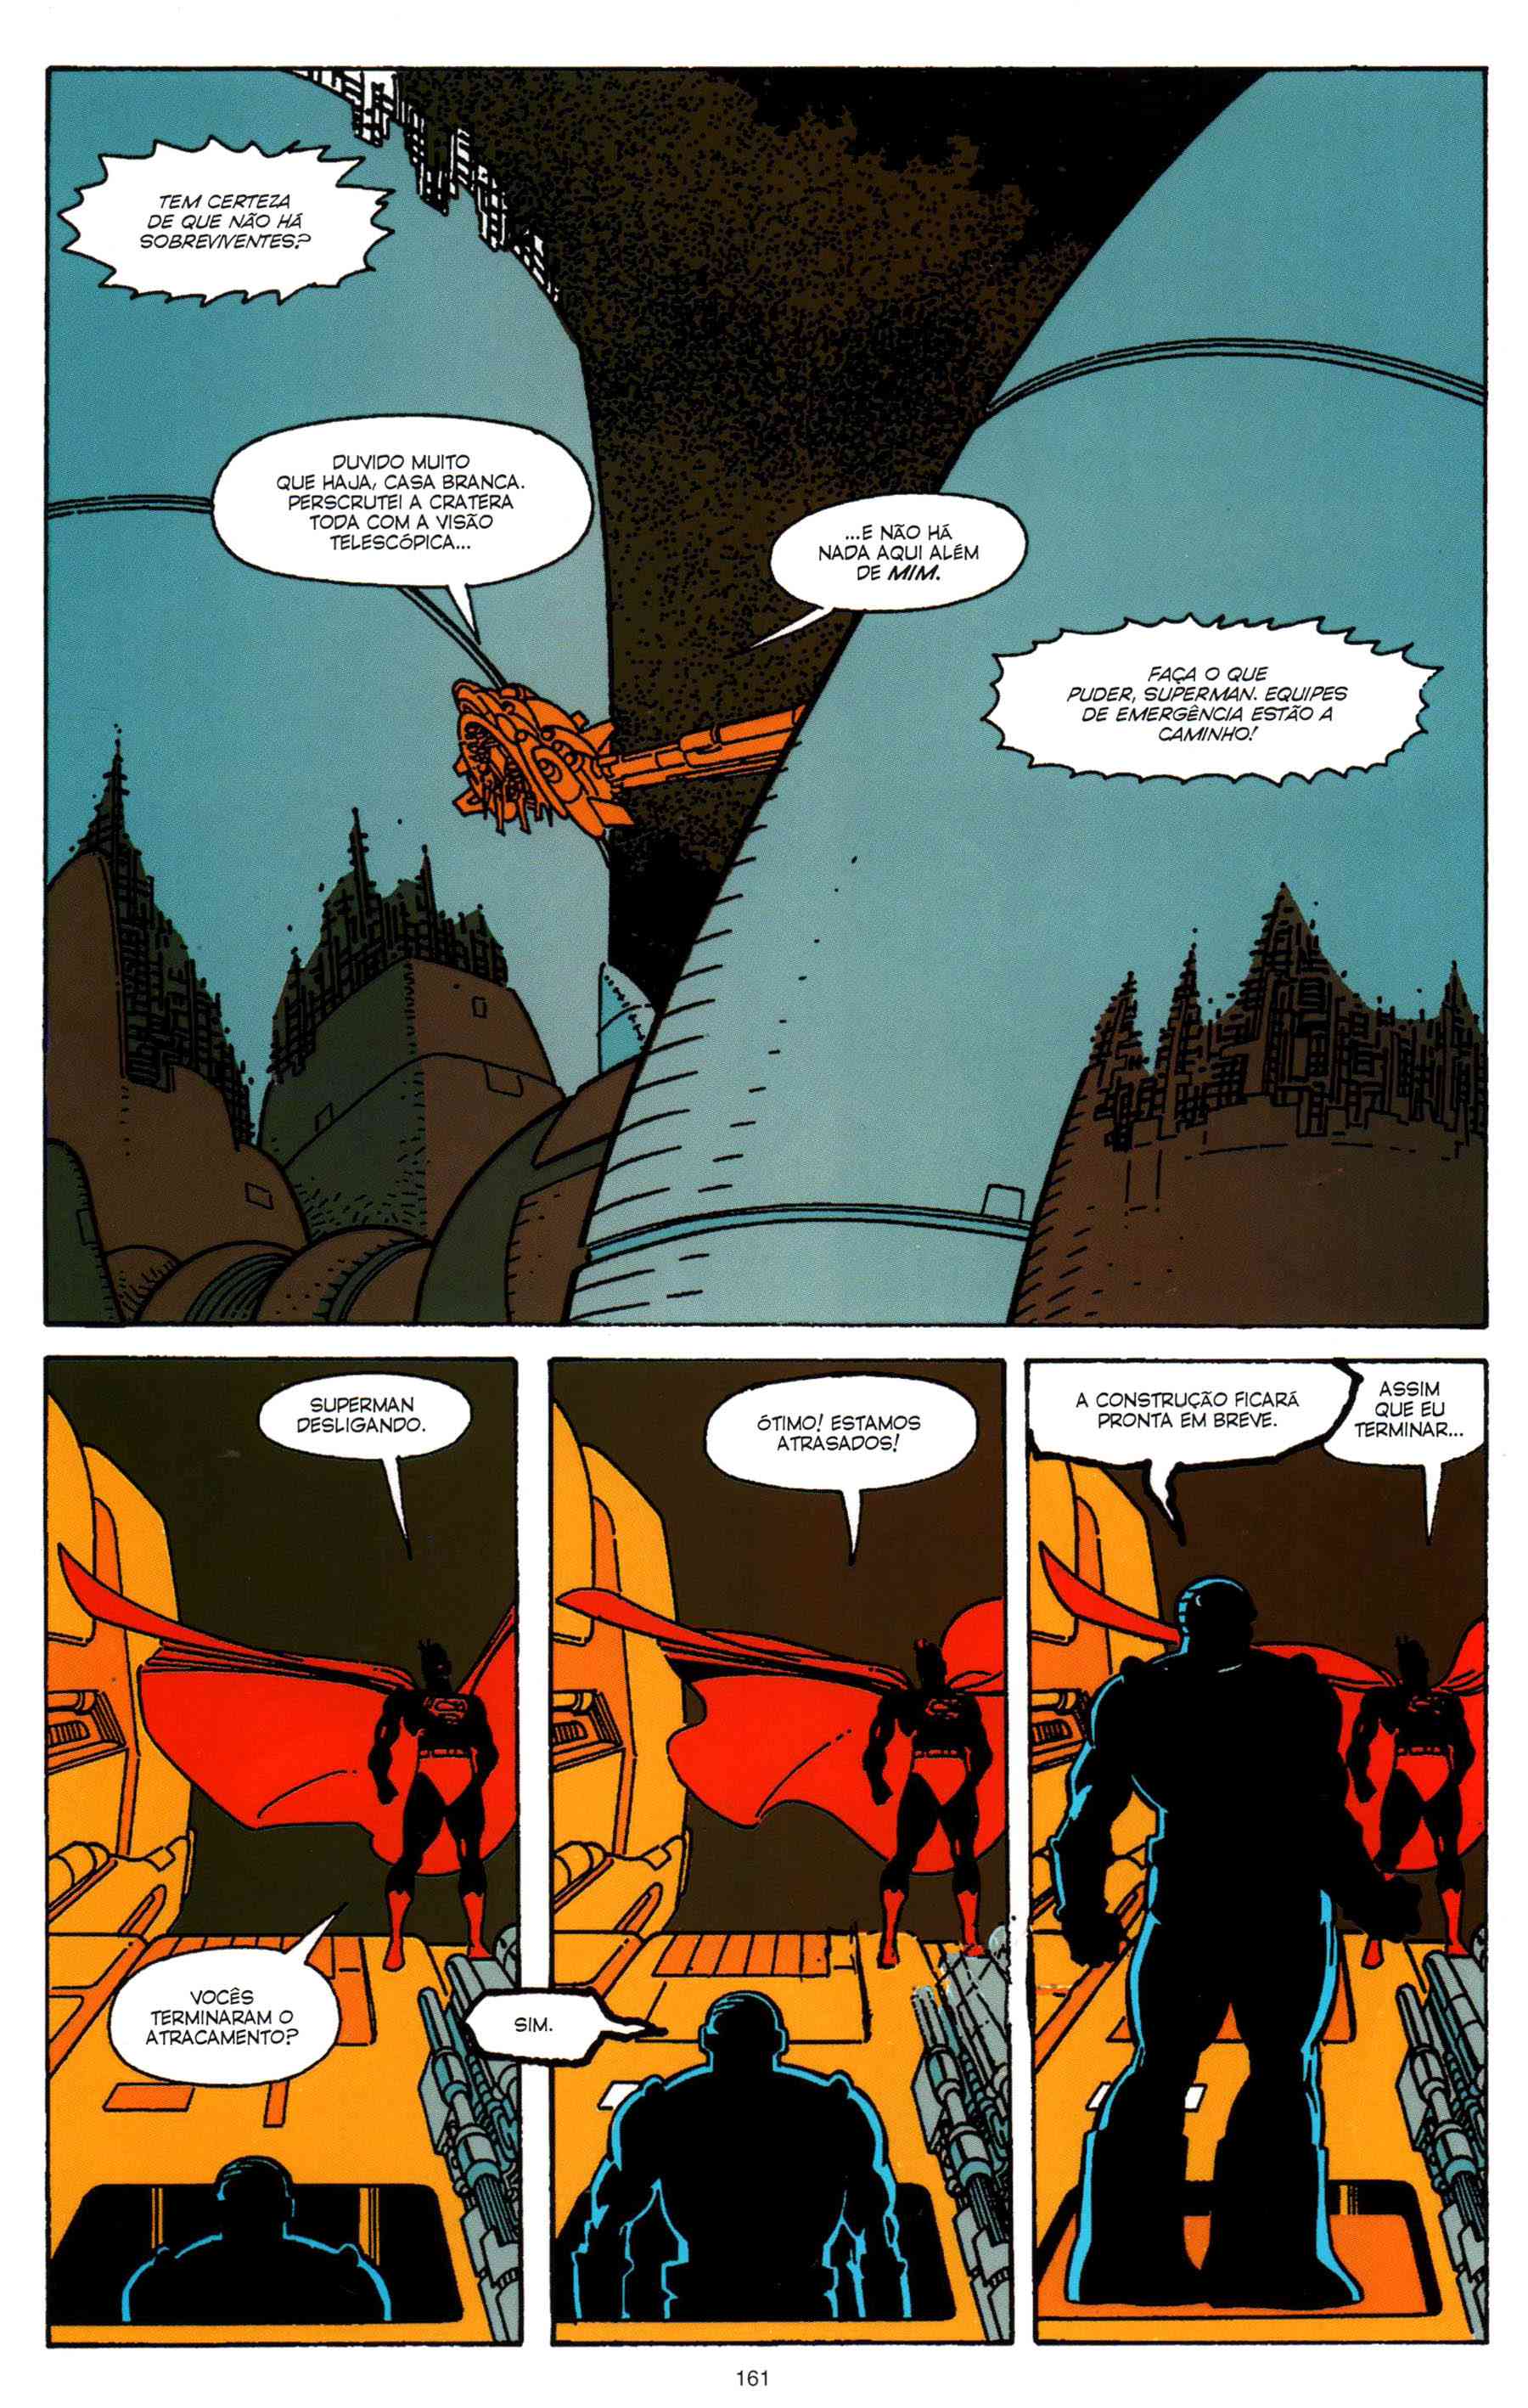 TEM CERTEZA
DE QUE NÃO HÁ
SOBREVIVENTES?
DUVIDO MUITO
QUE HAJA, CASA BRANCA.
PERSCRUTEI A CRATERA
TODA COM A VISÃO
TELESCÓPICA...
...E NÃO HÁ
NADA AQUI ALÉM
DE MIM.
FAÇA O QUE
PUDER, SUPERMAN. EQUIPES
DE EMERGÊNCIA ESTÃO A
CAMINHO!
SUPERMAN
DESLIGANDO.
VOCÊS
TERMINARAM O
ATRACAMENTO?
SIM.
ÓTIMO! ESTAMOS
ATRASADOS!
A CONSTRUÇÃO FICARÁ
PRONTA EM BREVE.
ASSIM
QUE EU
TERMINAR...
161